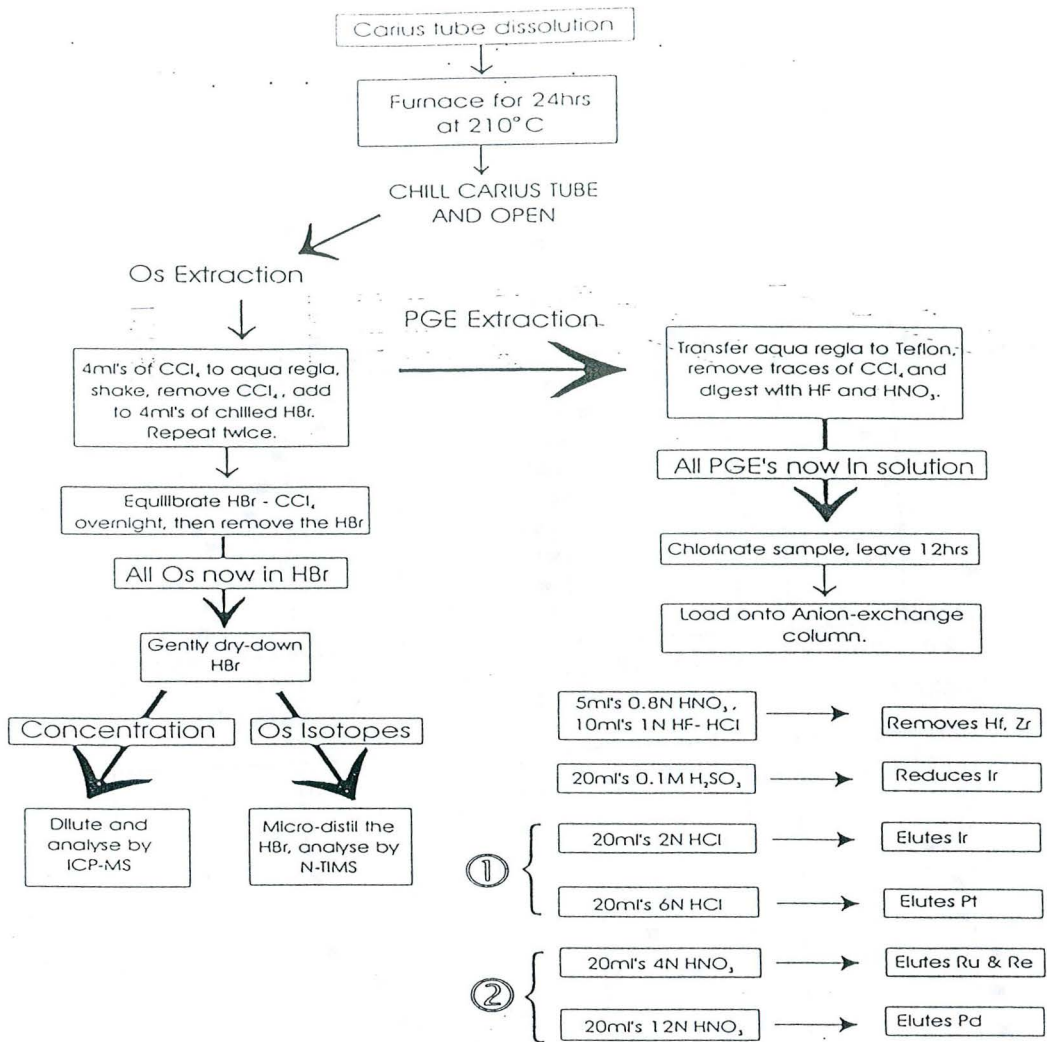 Carius tube dissolution
Furnace for 24hrs
at 210°C
CHILL CARIUS TUBE
AND OPEN
Os Extraction
4ml's of CCl₄ to aqua regia,
shake, remove CCl₄, add
to 4ml's of chilled HBr.
Repeat twice.
Equilibrate HBr - CCl₄
overnight, then remove the HBr
All Os now in HBr
Gently dry-down
HBr
Concentration
Os Isotopes
Dilute and
analyse by
ICP-MS
Micro-distil the
HBr, analyse by
N-TIMS
PGE Extraction
Transfer aqua regia to Teflon,
remove traces of CCl₄ and
digest with HF and HNO₃.
All PGE's now in solution
Chlorinate sample, leave 12hrs
Load onto Anion-exchange
column.
5ml's 0.8N HNO₃,
10ml's 1N HF- HCl
Removes Hf, Zr
20ml's 0.1M H₂SO₃
Reduces Ir
①
20ml's 2N HCl
Elutes Ir
20ml's 6N HCl
Elutes Pt
②
20ml's 4N HNO₃
Elutes Ru & Re
20ml's 12N HNO₃
Elutes Pd